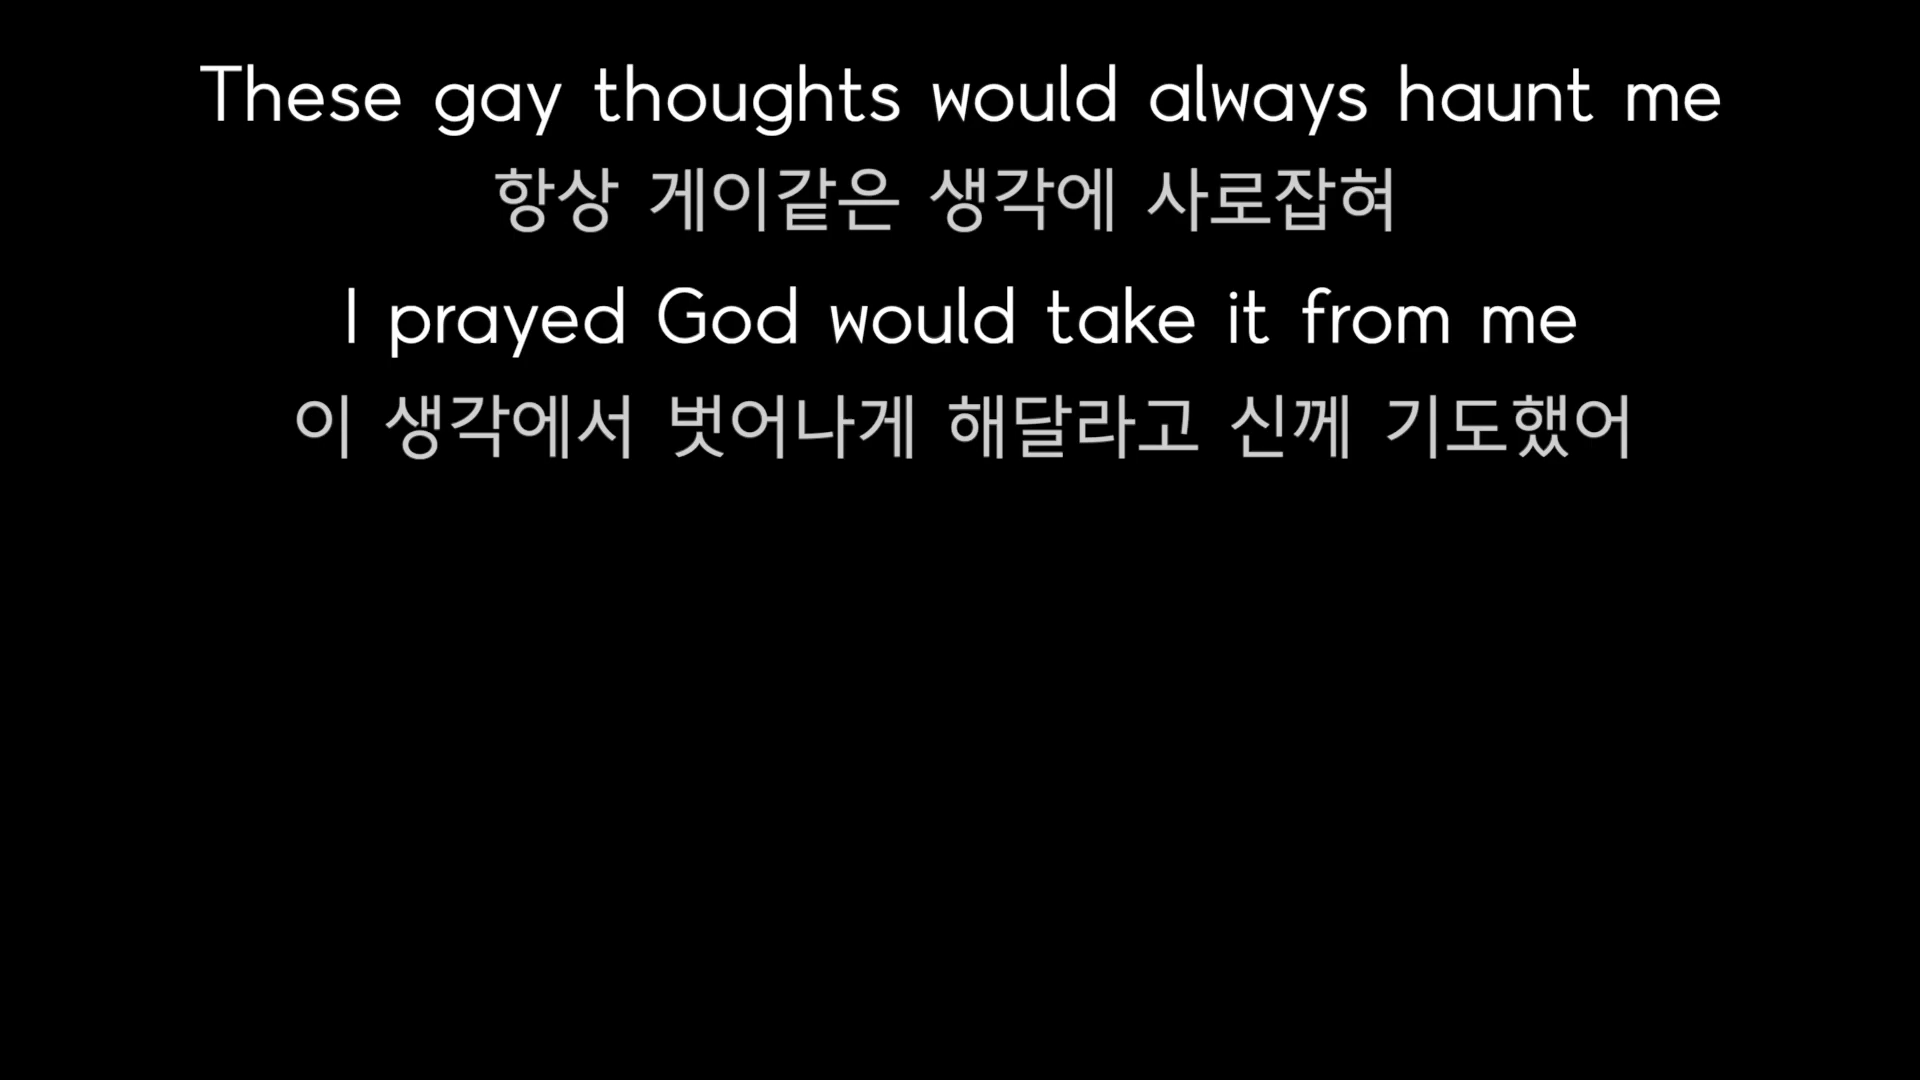 These gay thoughts would always haunt me
항상 게이같은 생각에 사로잡혀
I prayed God would take it from me
이 생각에서 벗어나게 해달라고 신께 기도했어